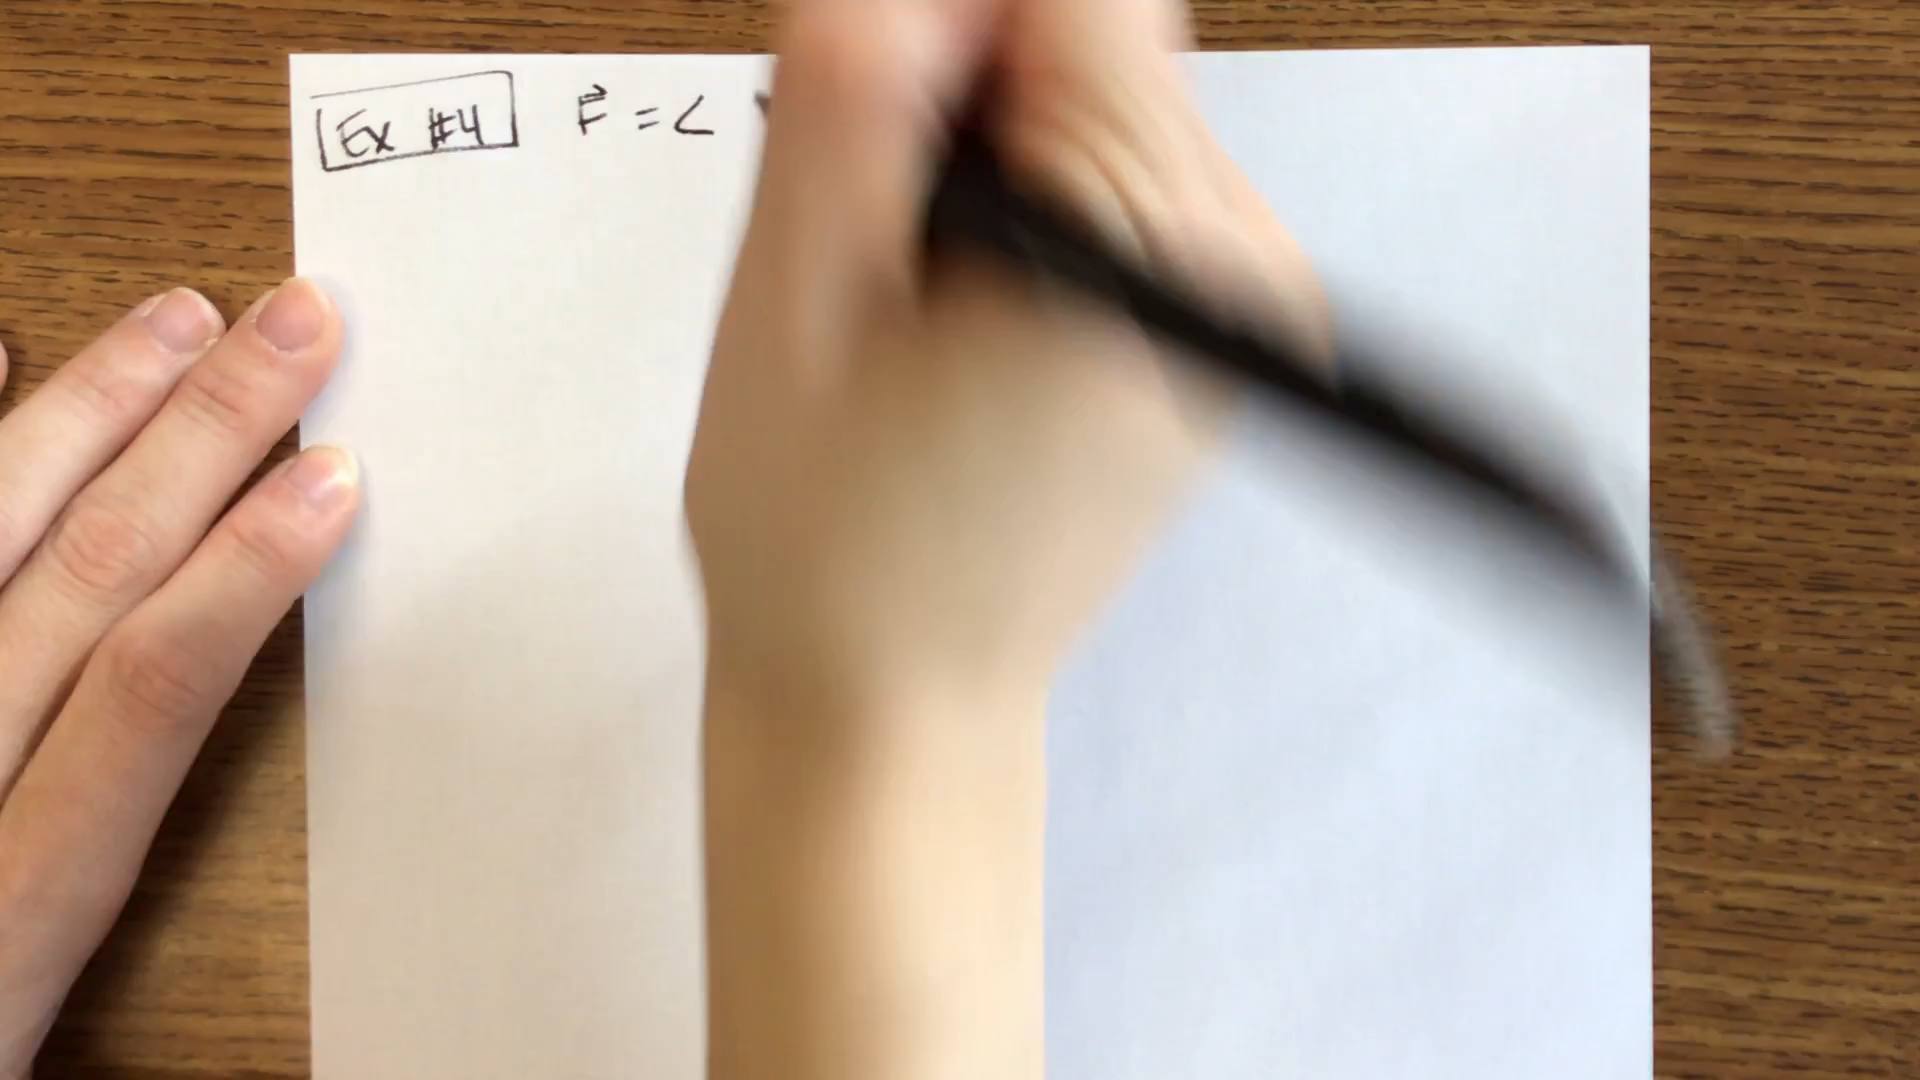 Ex #4 F⃗ = <